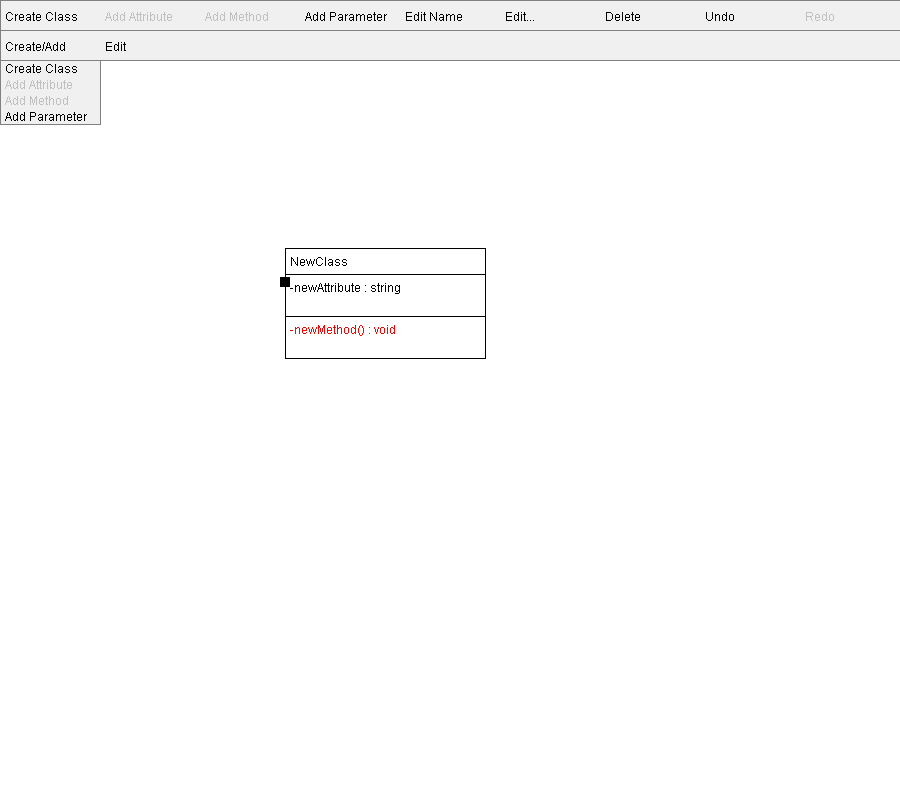 Create Class Add Attribute Add Method Add Parameter Edit Name Edit... Delete Undo Redo
Create/Add Edit
Create Class
Add Attribute
Add Method
Add Parameter
NewClass
-newAttribute : string
-newMethod() : void